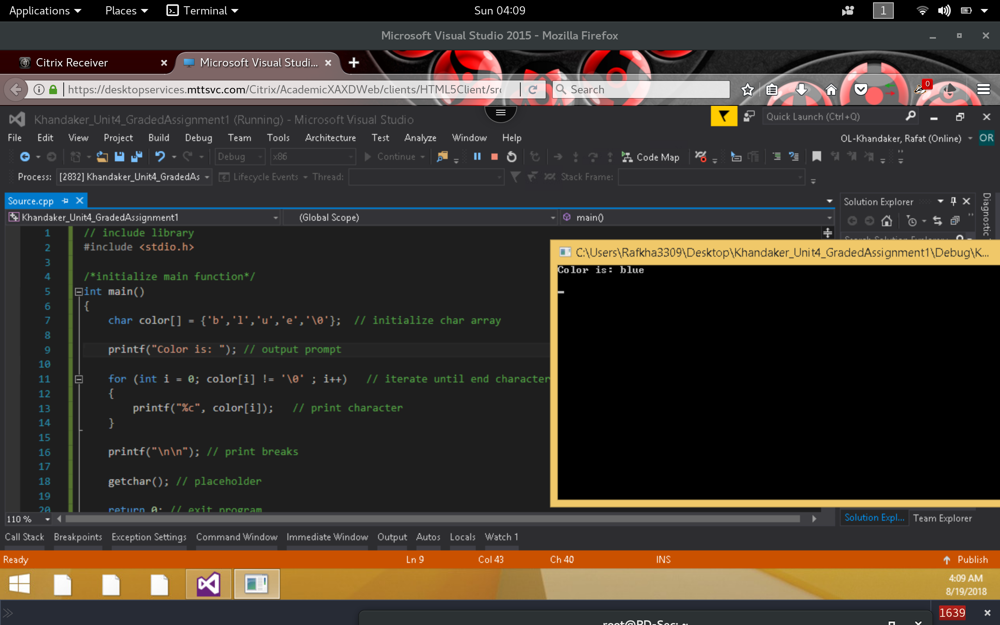 Applications Places Terminal Sun 04:09 1
Microsoft Visual Studio 2015 - Mozilla Firefox
Citrix Receiver Microsoft Visual Studi...
https://desktopservices.mttsvc.com/Citrix/AcademicXAXDWeb/clients/HTML5Client/src Search 0
Khandaker_Unit4_GradedAssignment1 (Running) - Microsoft Visual Studio Quick Launch (Ctrl+Q)
File Edit View Project Build Debug Team Tools Architecture Test Analyze Window Help OL-Khandaker, Rafat (Online) OR
Debug x86 Continue Code Map
Process: [2832] Khandaker_Unit4_GradedAs Lifecycle Events Thread: Stack Frame:
Source.cpp Solution Explorer Diagnostic
Khandaker_Unit4_GradedAssignment1 (Global Scope) main()
1 // include library
2 #include <stdio.h>
3
4 /*initialize main function*/
5 int main()
6 {
7 char color[] = {'b','l','u','e','\0'}; // initialize char array
8
9 printf("Color is: "); // output prompt
10
11 for (int i = 0; color[i] != '\0' ; i++) // iterate until end character
12 {
13 printf("%c", color[i]); // print character
14 }
15
16 printf("\n\n"); // print breaks
17
18 getchar(); // placeholder
19
20 return 0; // exit program
C:\Users\Rafkha3309\Desktop\Khandaker_Unit4_GradedAssignment1\Debug\K...
Color is: blue
110 % Solution Expl... Team Explorer
Call Stack Breakpoints Exception Settings Command Window Immediate Window Output Autos Locals Watch 1
Ready Ln 9 Col 43 Ch 40 INS Publish
4:09 AM
8/19/2018
1639
root@RD-Sec: ~